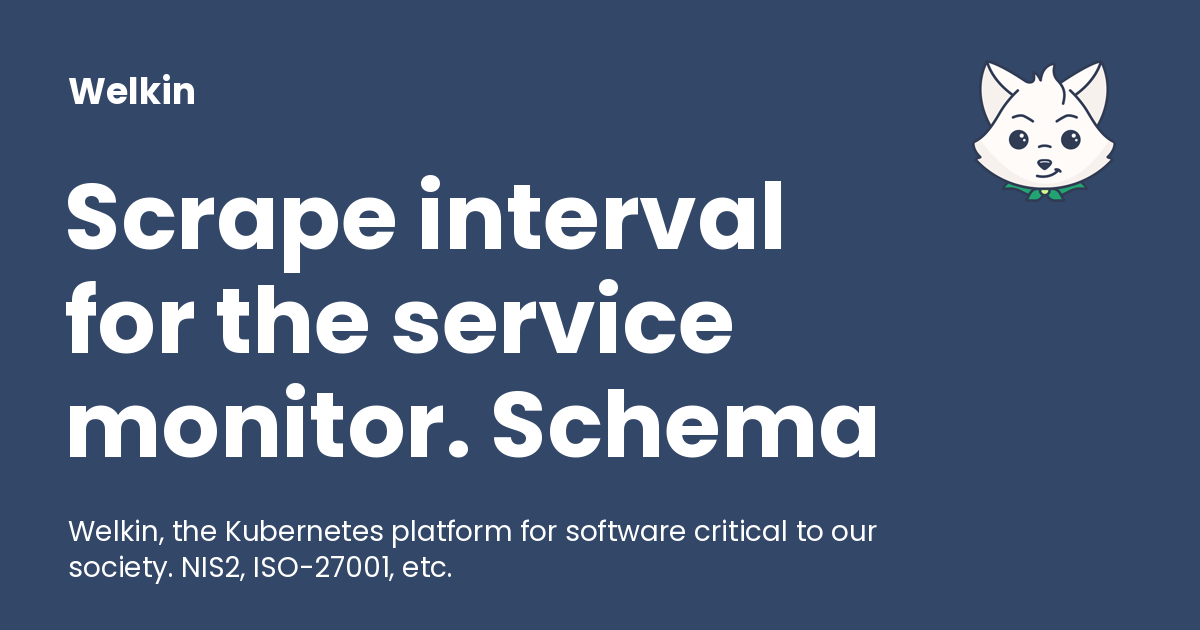 Welkin
Scrape interval
for the service
monitor. Schema
Welkin, the Kubernetes platform for software critical to our
society. NIS2, ISO-27001, etc.